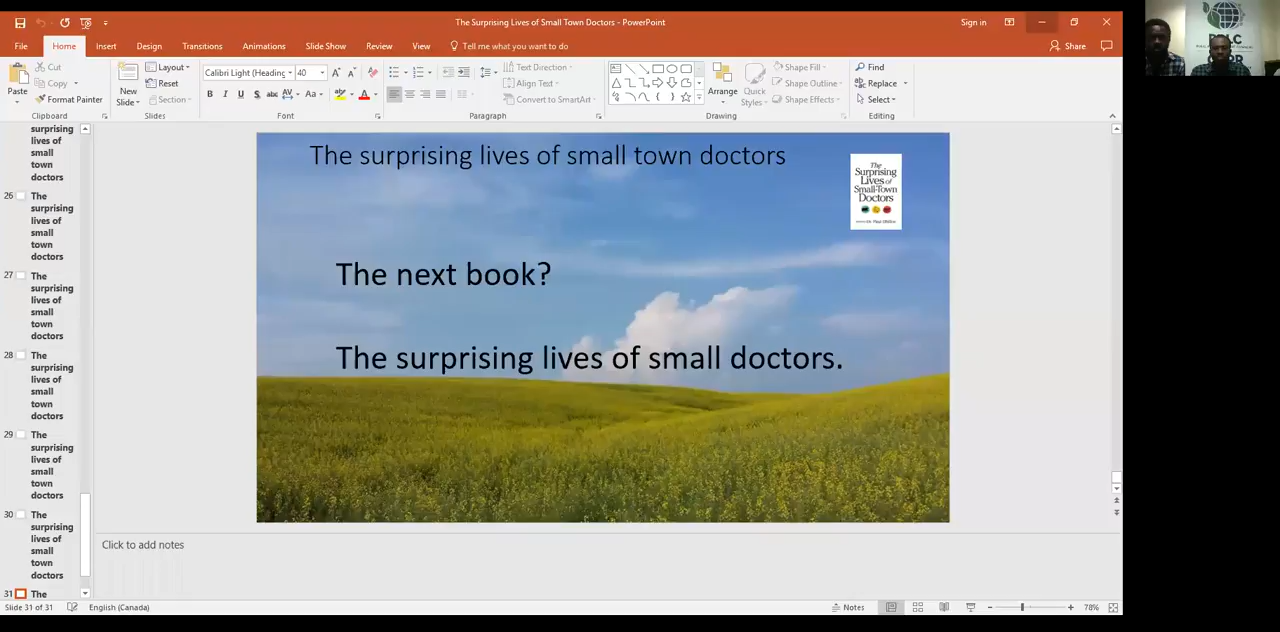 The Surprising Lives of Small Town Doctors - PowerPoint
Sign in
File Home Insert Design Transitions Animations Slide Show Review View Tell me what you want to do
Share
Paste
Cut
Copy
Format Painter
Clipboard
New Slide
Layout
Reset
Section
Slides
Calibri Light (Heading 40
B I U S abc AV Aa A
Font
Text Direction
Align Text
Convert to SmartArt
Paragraph
Arrange
Quick Styles
Shape Fill
Shape Outline
Shape Effects
Drawing
Find
Replace
Select
Editing
surprising
lives of
small
town
doctors
26 The
surprising
lives of
small
town
doctors
27 The
surprising
lives of
small
town
doctors
28 The
surprising
lives of
small
town
doctors
29 The
surprising
lives of
small
town
doctors
30 The
surprising
lives of
small
town
doctors
31 The
The surprising lives of small town doctors
The
Surprising
Lives of
Small-Town
Doctors
The next book?
The surprising lives of small doctors.
Click to add notes
Slide 31 of 31 English (Canada)
Notes
78%